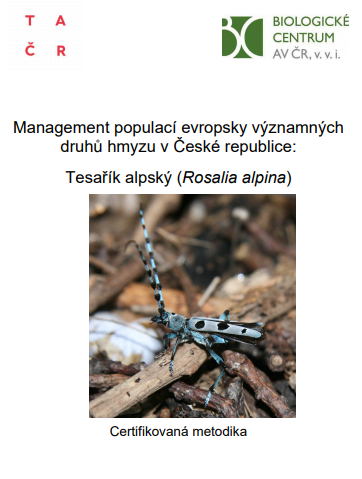 T A
Č R
BIOLOGICKÉ
CENTRUM
AV ČR, v. v. i.
Management populací evropsky významných
druhů hmyzu v České republice:
Tesařík alpský (Rosalia alpina)
Certifikovaná metodika